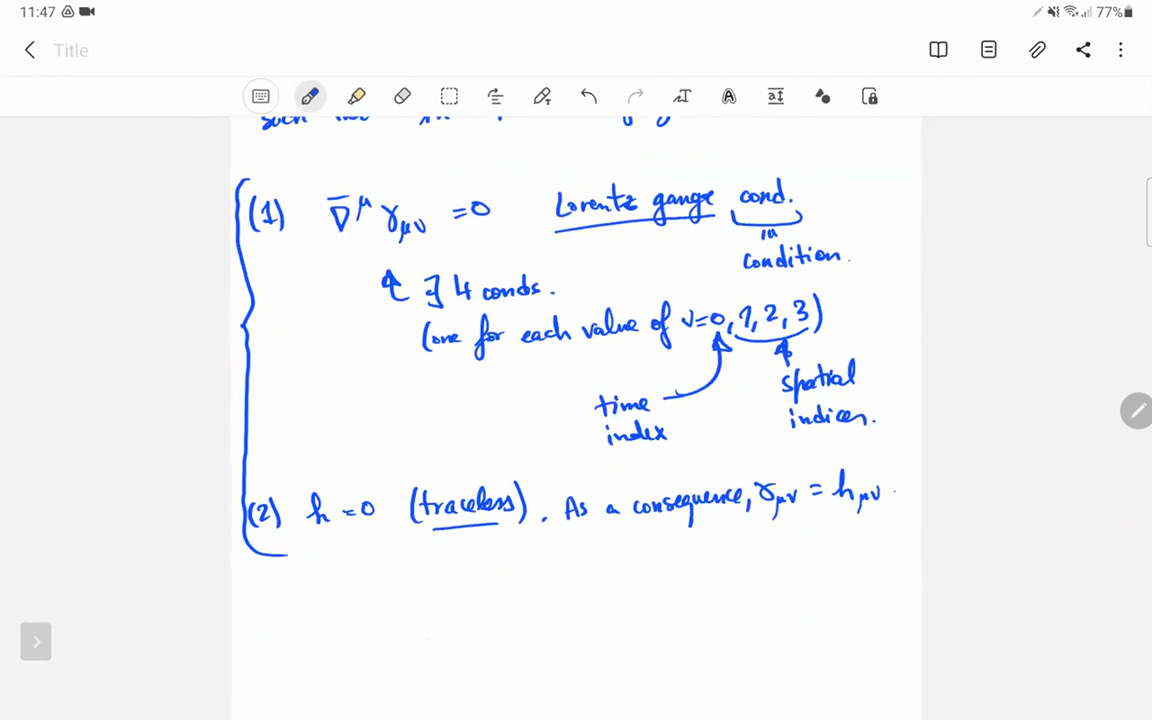 11:47 77%
Title
such
(1) ∇̄^μ γ_μν = 0 Lorentz gauge cond.
condition.
∃ 4 conds.
(one for each value of ν=0, 1, 2, 3)
time index
spatial indices.
(2) h = 0 (traceless). As a consequence, γ_μν = h_μν.